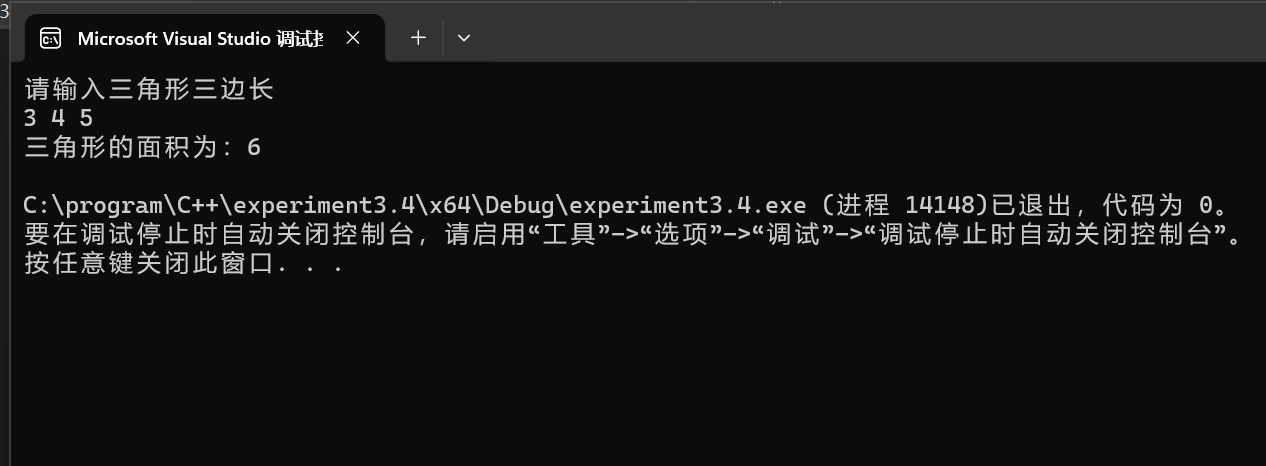 3
Microsoft Visual Studio 调试
请输入三角形三边长
3 4 5
三角形的面积为：6
C:\program\C++\experiment3.4\x64\Debug\experiment3.4.exe (进程 14148)已退出，代码为 0。
要在调试停止时自动关闭控制台，请启用“工具”->“选项”->“调试”->“调试停止时自动关闭控制台”。
按任意键关闭此窗口. . .